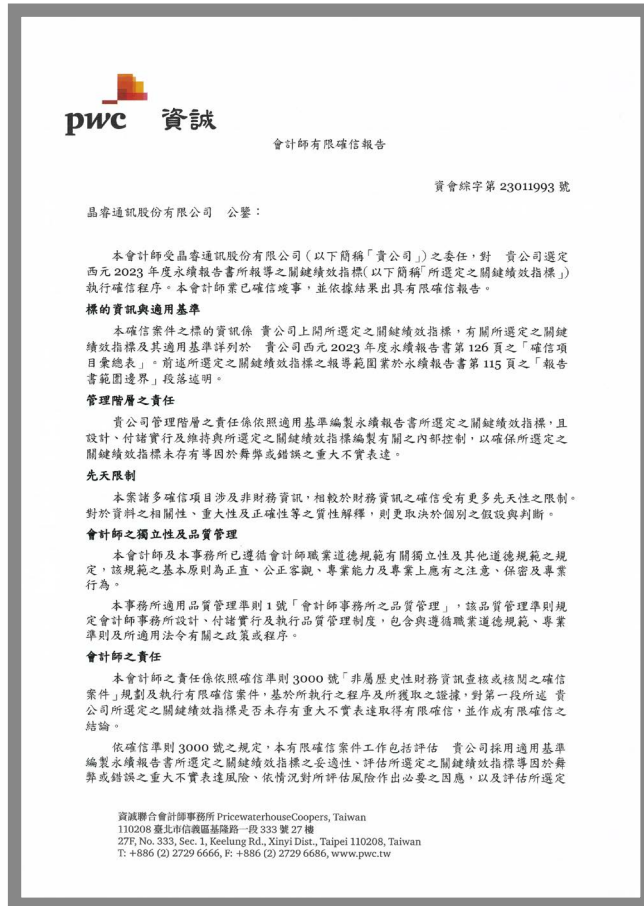 pwc 資誠
會計師有限確信報告
資會綜字第 23011993 號
晶睿通訊股份有限公司　公鑒：
本會計師受晶睿通訊股份有限公司（以下簡稱「貴公司」）之委任，對　貴公司選定
西元 2023 年度永續報告書所報導之關鍵績效指標（以下簡稱「所選定之關鍵績效指標」）
執行確信程序。本會計師業已確信竣事，並依據結果出具有限確信報告。
標的資訊與適用基準
本確信案件之標的資訊係 貴公司上開所選定之關鍵績效指標，有關所選定之關鍵
績效指標及其適用基準詳列於　貴公司西元 2023 年度永續報告書第 126 頁之「確信項
目彙總表」。前述所選定之關鍵績效指標之報導範圍業於永續報告書第 115 頁之「報告
書範圍邊界」段落述明。
管理階層之責任
貴公司管理階層之責任係依照適用基準編製永續報告書所選定之關鍵績效指標，且
設計、付諸實行及維持與所選定之關鍵績效指標編製有關之內部控制，以確保所選定之
關鍵績效指標未存有導因於舞弊或錯誤之重大不實表達。
先天限制
本案諸多確信項目涉及非財務資訊，相較於財務資訊之確信受有更多先天性之限制。
對於資料之相關性、重大性及正確性等之質性解釋，則更取決於個別之假設與判斷。
會計師之獨立性及品質管理
本會計師及本事務所已遵循會計師職業道德規範有關獨立性及其他道德規範之規
定，該規範之基本原則為正直、公正客觀、專業能力及專業上應有之注意、保密及專業
行為。
本事務所適用品質管理準則 1 號「會計師事務所之品質管理」，該品質管理準則規
定會計師事務所設計、付諸實行及執行品質管理制度，包含與遵循職業道德規範、專業
準則及所適用法令有關之政策或程序。
會計師之責任
本會計師之責任係依照確信準則 3000 號「非屬歷史性財務資訊查核或核閱之確信
案件」規劃及執行有限確信案件，基於所執行之程序及所獲取之證據，對第一段所述 貴
公司所選定之關鍵績效指標是否未存有重大不實表達取得有限確信，並作成有限確信之
結論。
依確信準則 3000 號之規定，本有限確信案件工作包括評估　貴公司採用適用基準
編製永續報告書所選定之關鍵績效指標之妥適性、評估所選定之關鍵績效指標導因於舞
弊或錯誤之重大不實表達風險、依情況對所評估風險作出必要之因應，以及評估所選定
資誠聯合會計師事務所 PricewaterhouseCoopers, Taiwan
110208 臺北市信義區基隆路一段 333 號 27 樓
27F, No. 333, Sec. 1, Keelung Rd., Xinyi Dist., Taipei 110208, Taiwan
T: +886 (2) 2729 6666, F: +886 (2) 2729 6686, www.pwc.tw